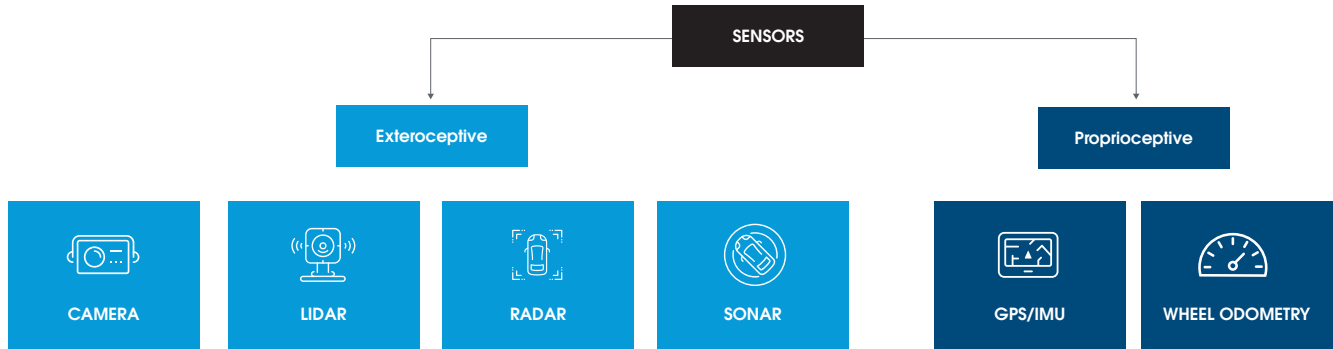 SENSORS
Exteroceptive
Proprioceptive
CAMERA
LIDAR
RADAR
SONAR
GPS/IMU
WHEEL ODOMETRY